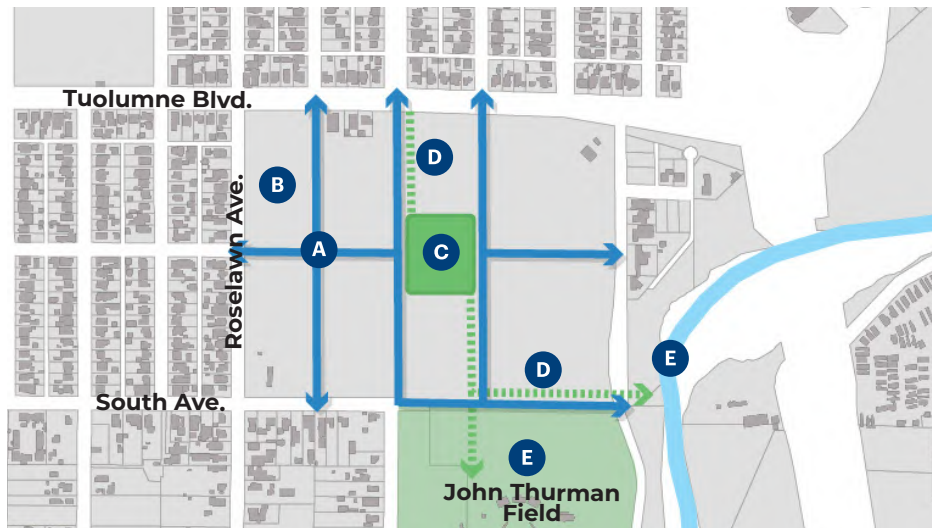 Tuolumne Blvd.
D
B
Roselawn Ave.
A
C
E
D
South Ave.
E
John Thurman
Field